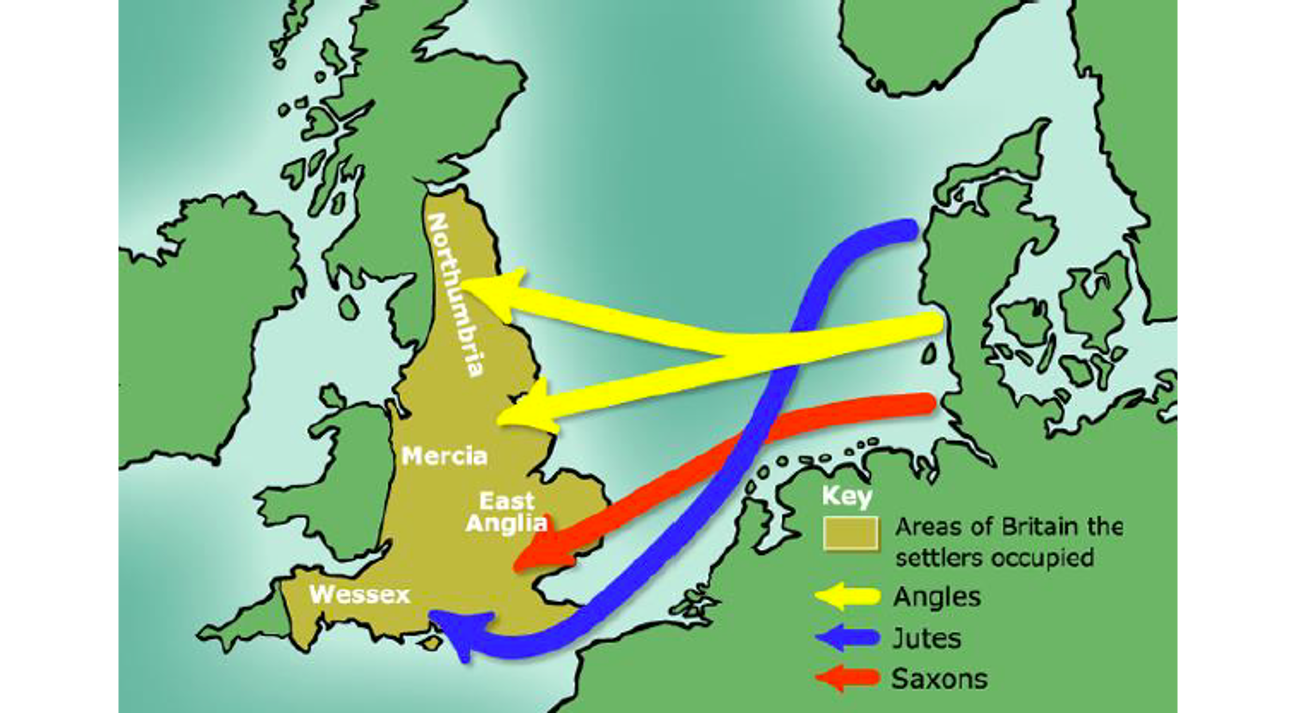 Northumbria
Mercia
East
Anglia
Wessex
Key
Areas of Britain the
settlers occupied
Angles
Jutes
Saxons